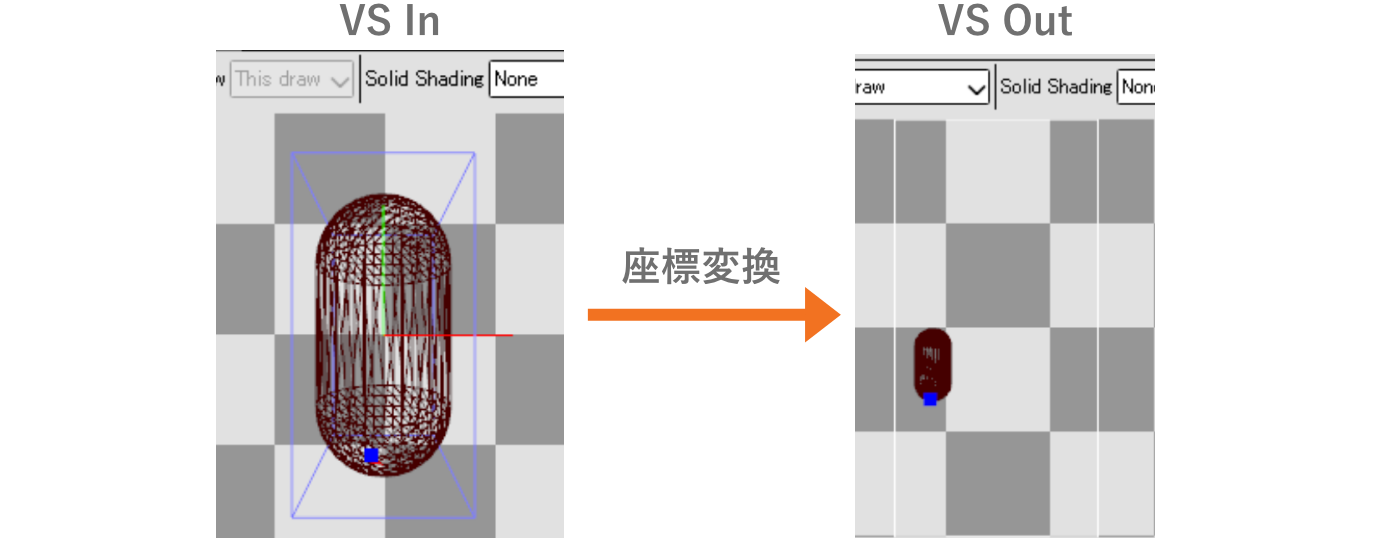 VS In
VS Out
w This draw Solid Shading None
raw Solid Shading Non
座標変換